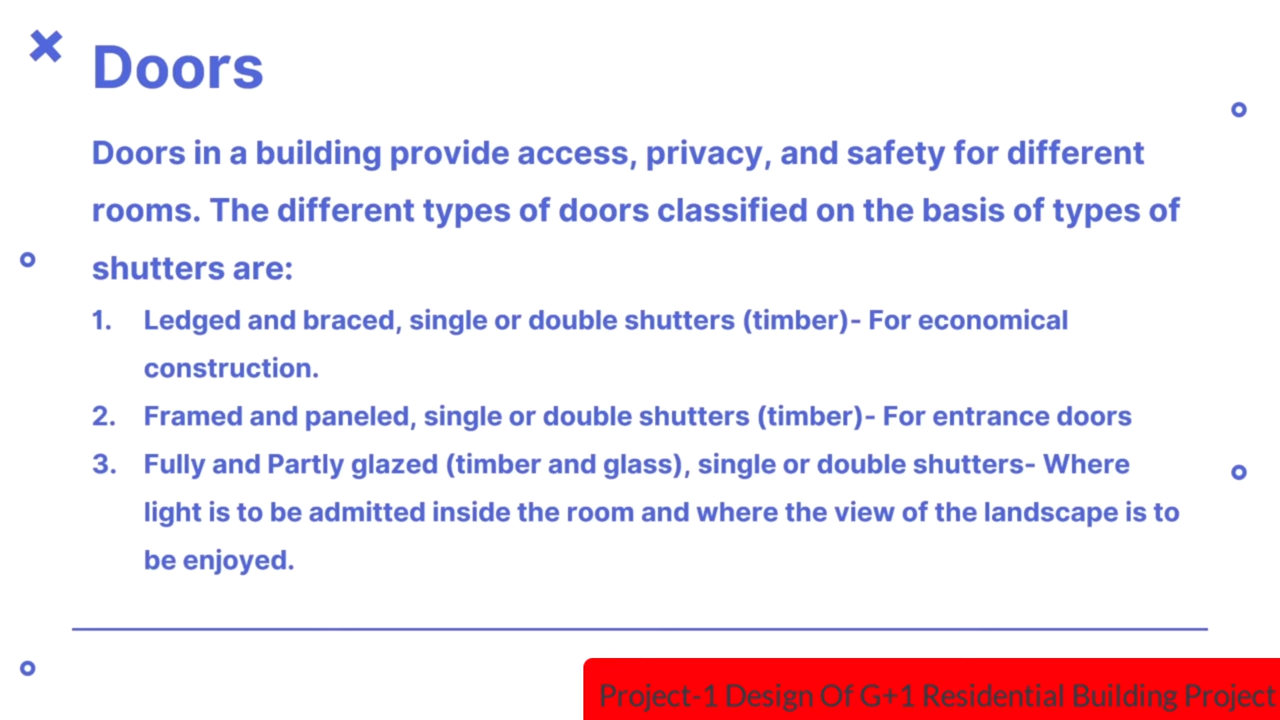 Doors
Doors in a building provide access, privacy, and safety for different
rooms. The different types of doors classified on the basis of types of
shutters are:
1. Ledged and braced, single or double shutters (timber)- For economical
construction.
2. Framed and paneled, single or double shutters (timber)- For entrance doors
3. Fully and Partly glazed (timber and glass), single or double shutters- Where
light is to be admitted inside the room and where the view of the landscape is to
be enjoyed.
Project-1 Design Of G+1 Residential Building Project